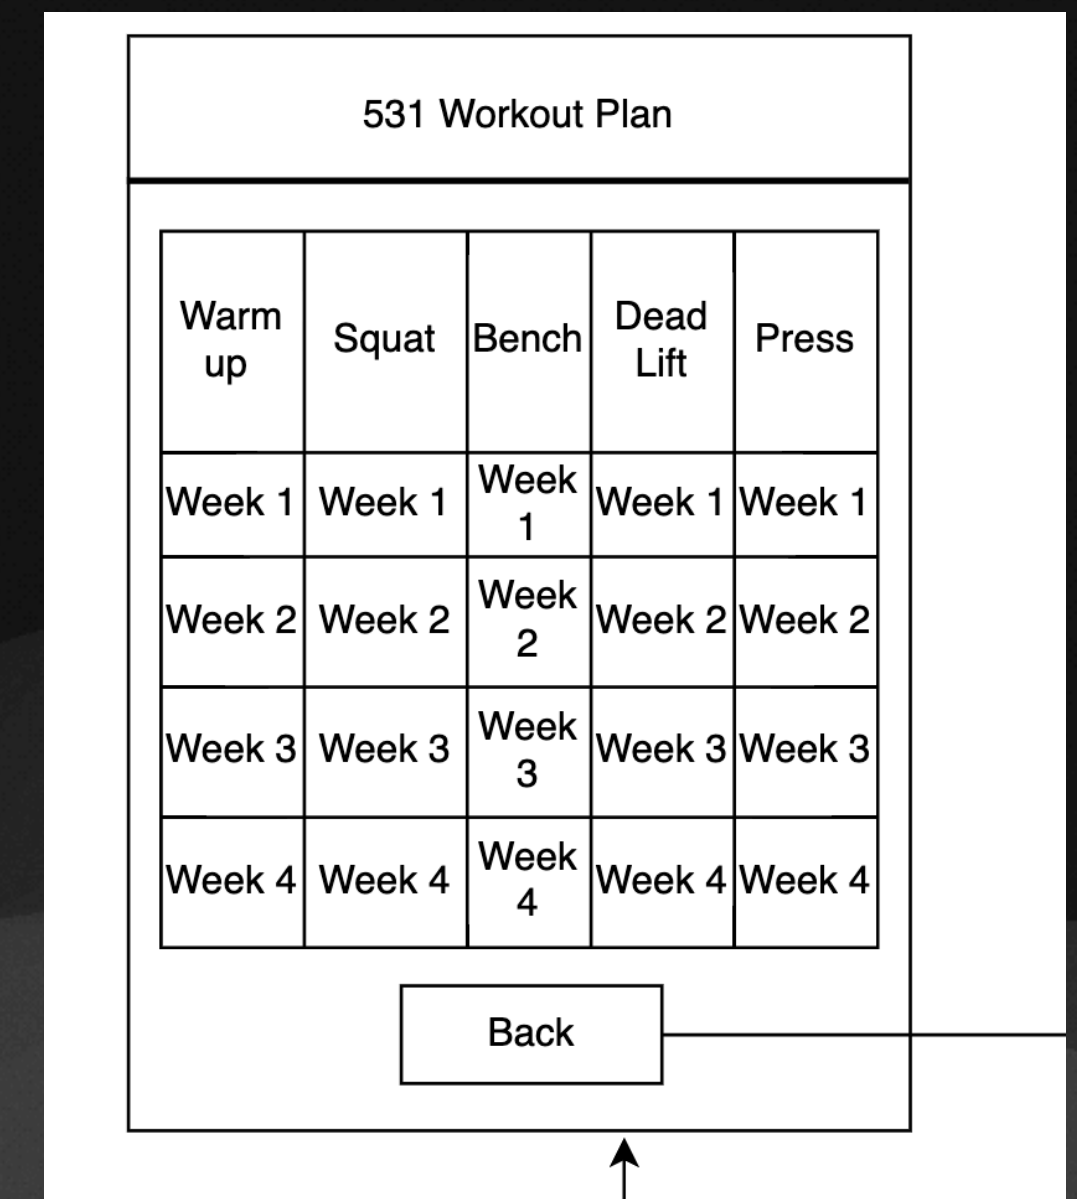 531 Workout Plan
Warm
up
Squat
Bench
Dead
Lift
Press
Week 1
Week 1
Week
1
Week 1
Week 1
Week 2
Week 2
Week
2
Week 2
Week 2
Week 3
Week 3
Week
3
Week 3
Week 3
Week 4
Week 4
Week
4
Week 4
Week 4
Back